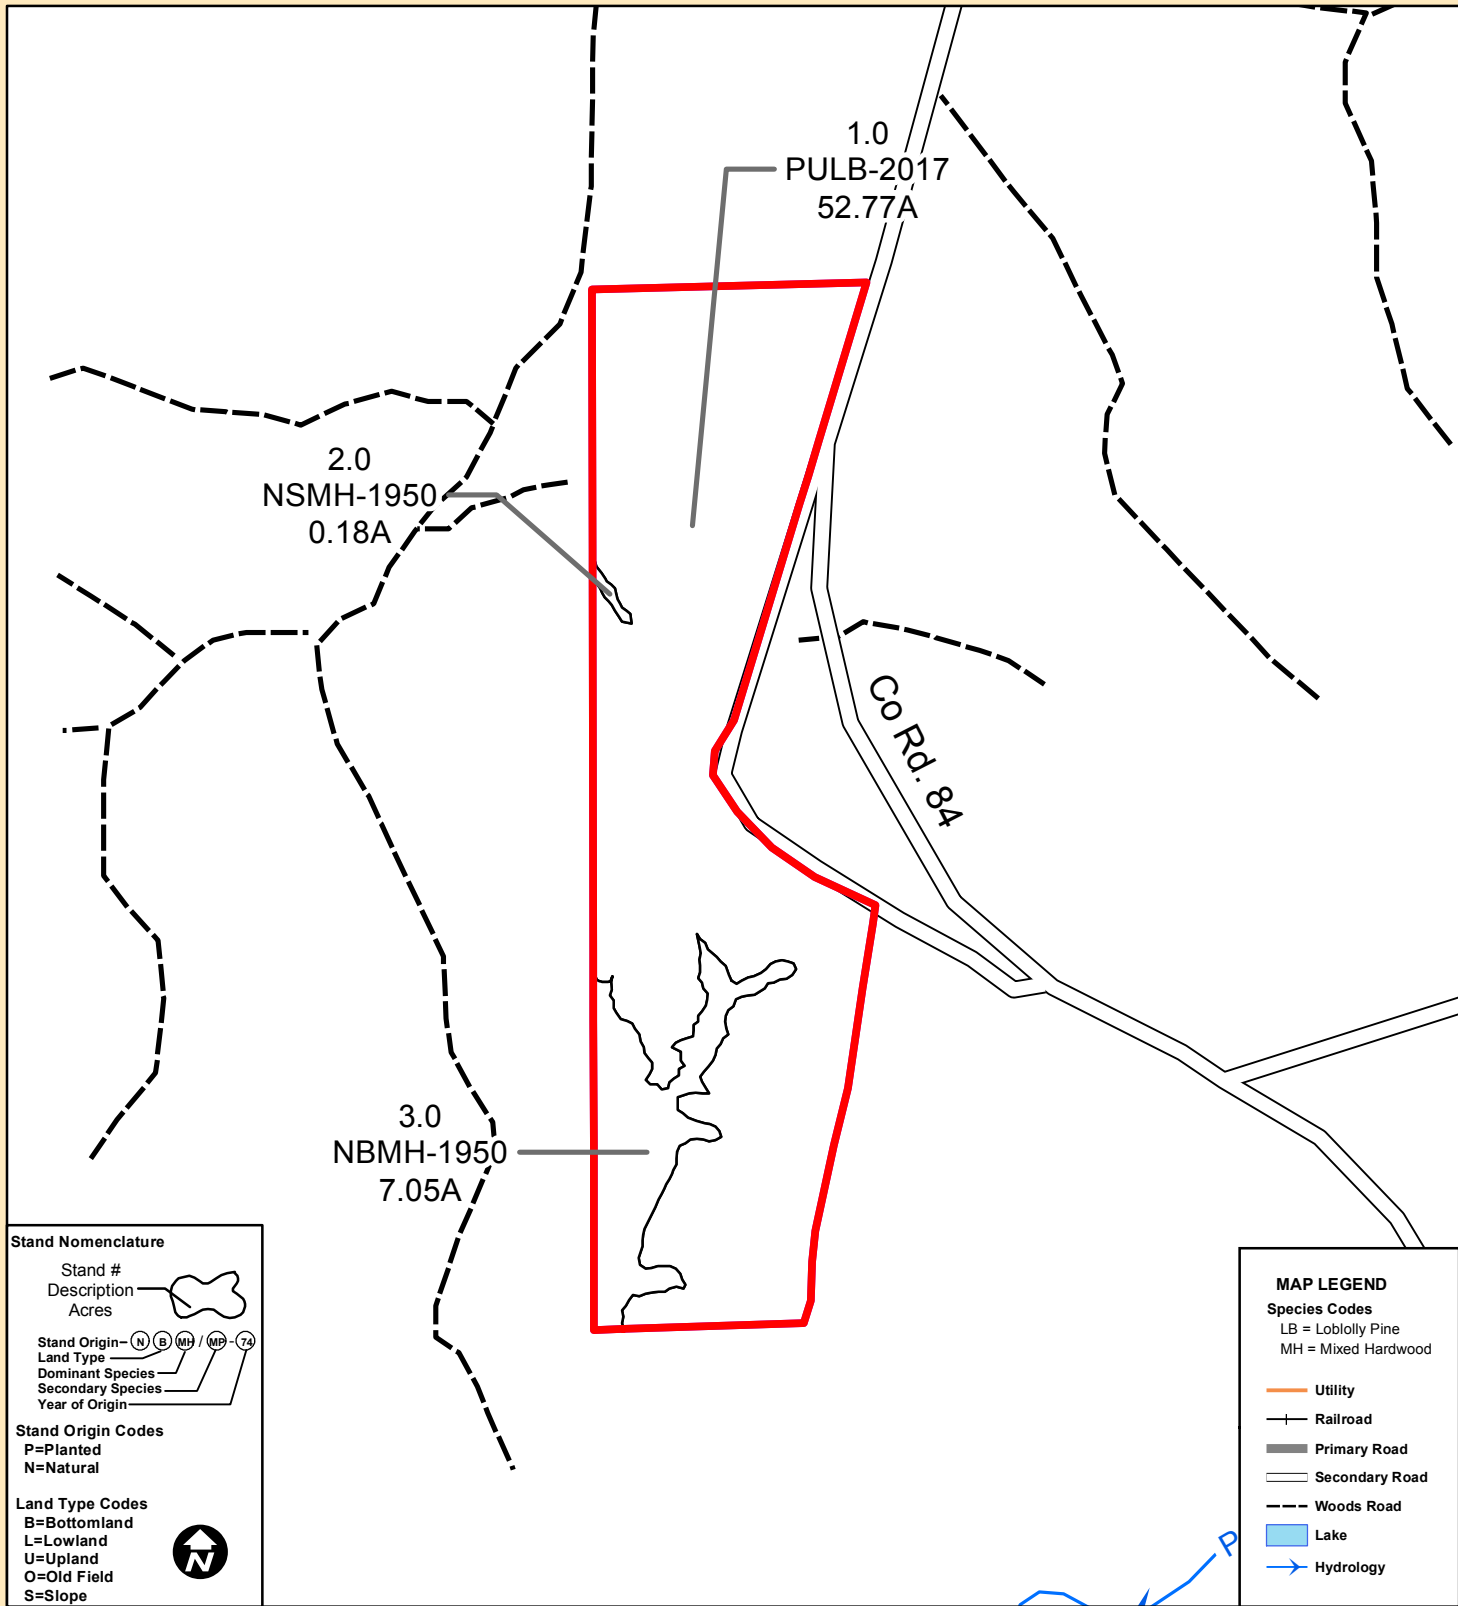 1.0
PULB-2017
52.77A
2.0
NSMH-1950
0.18A
Co Rd. 84
3.0
NBMH-1950
7.05A
Stand Nomenclature
Stand #
Description
Acres
Stand Origin- N B MH / MP - 74
Land Type
Dominant Species
Secondary Species
Year of Origin
Stand Origin Codes
P=Planted
N=Natural
Land Type Codes
B=Bottomland
L=Lowland
U=Upland
O=Old Field
S=Slope
N
P
MAP LEGEND
Species Codes
LB = Loblolly Pine
MH = Mixed Hardwood
Utility
Railroad
Primary Road
Secondary Road
Woods Road
Lake
Hydrology